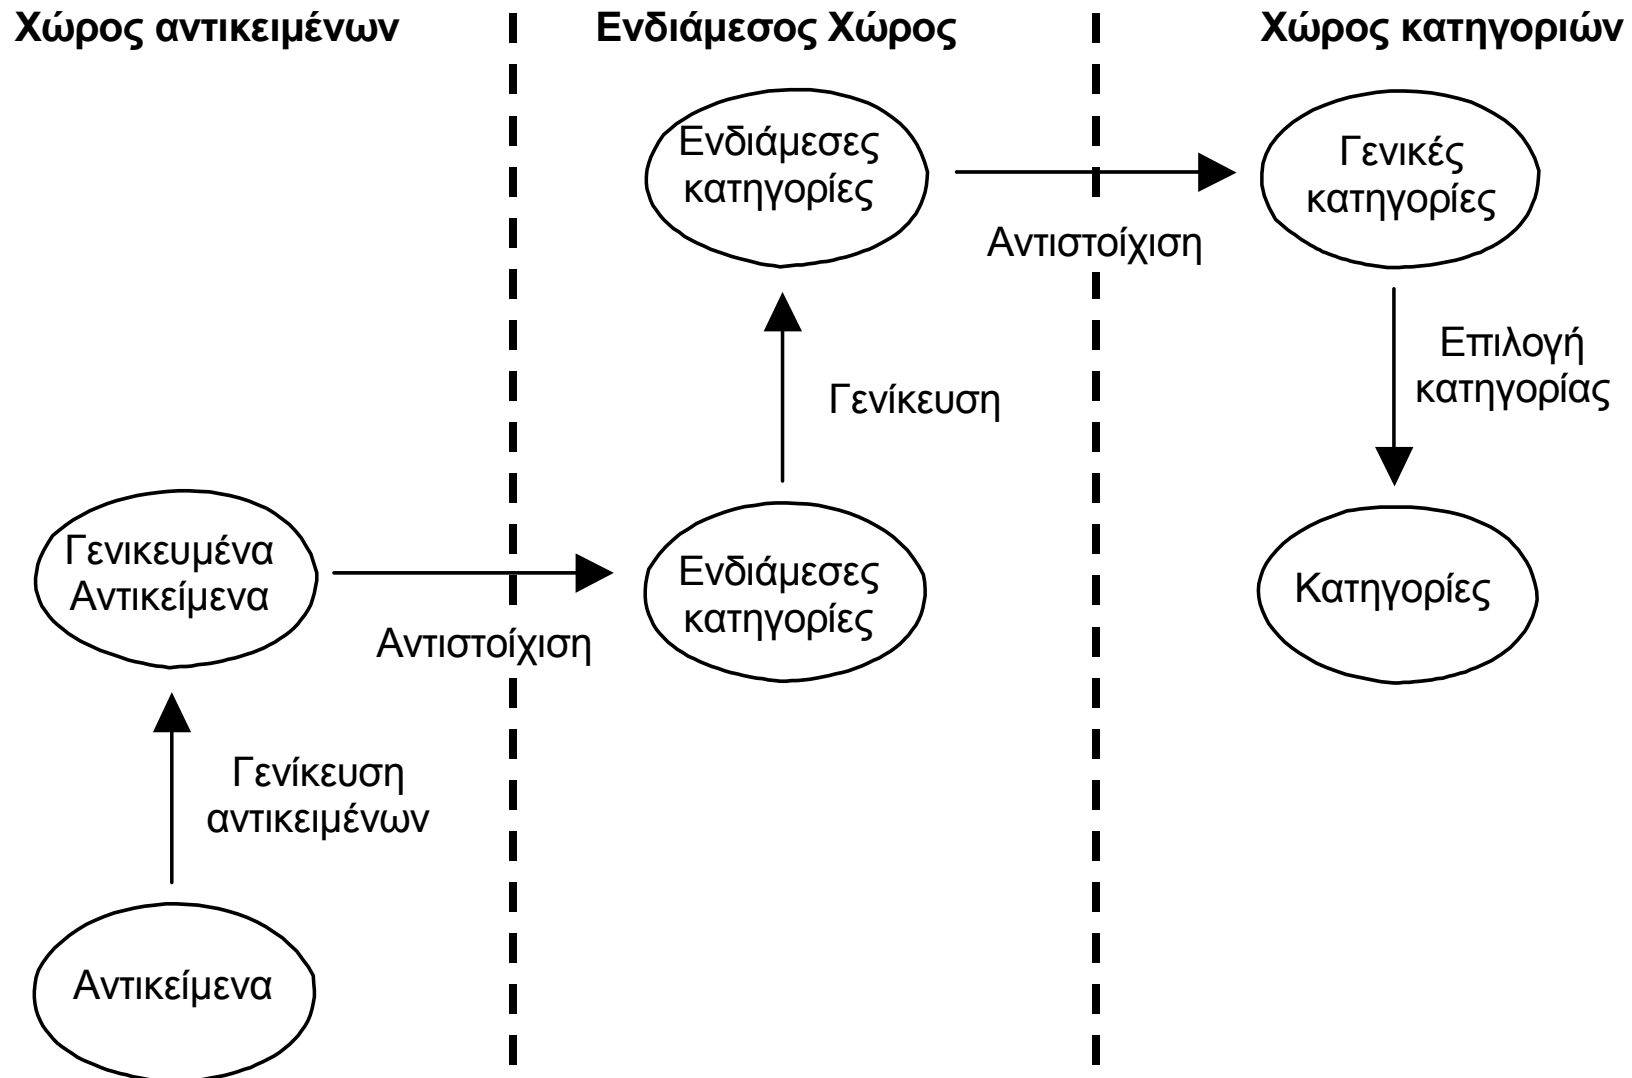 Χώρος αντικειμένων
Ενδιάμεσος Χώρος
Χώρος κατηγοριών
Ενδιάμεσες
κατηγορίες
Γενικές
κατηγορίες
Αντιστοίχιση
Επιλογή
κατηγορίας
Γενίκευση
Γενικευμένα
Αντικείμενα
Ενδιάμεσες
κατηγορίες
Κατηγορίες
Αντιστοίχιση
Γενίκευση
αντικειμένων
Αντικείμενα